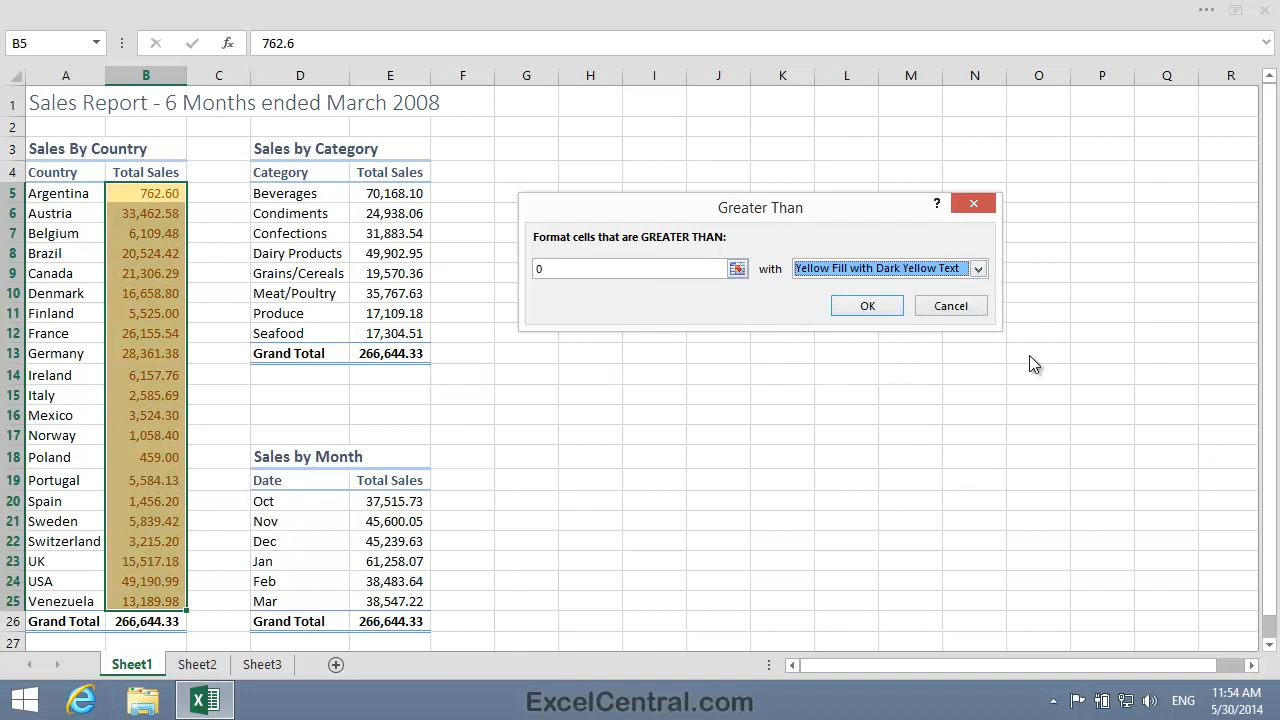 B5 762.6
A B C D E F G H I J K L M N O P Q R
1 Sales Report - 6 Months ended March 2008
2
3 Sales By Country Sales by Category
4 Country Total Sales Category Total Sales
5 Argentina 762.60 Beverages 70,168.10
6 Austria 33,462.58 Condiments 24,938.06
7 Belgium 6,109.48 Confections 31,883.54
8 Brazil 20,524.42 Dairy Products 49,902.95
9 Canada 21,306.29 Grains/Cereals 19,570.36
10 Denmark 16,658.80 Meat/Poultry 35,767.63
11 Finland 5,525.00 Produce 17,109.18
12 France 26,155.54 Seafood 17,304.51
13 Germany 28,361.38 Grand Total 266,644.33
14 Ireland 6,157.76
15 Italy 2,585.69
16 Mexico 3,524.30
17 Norway 1,058.40
18 Poland 459.00 Sales by Month
19 Portugal 5,584.13 Date Total Sales
20 Spain 1,456.20 Oct 37,515.73
21 Sweden 5,839.42 Nov 45,600.05
22 Switzerland 3,215.20 Dec 45,239.63
23 UK 15,517.18 Jan 61,258.07
24 USA 49,190.99 Feb 38,483.64
25 Venezuela 13,189.98 Mar 38,547.22
26 Grand Total 266,644.33 Grand Total 266,644.33
27
Greater Than ?
Format cells that are GREATER THAN:
0 with Yellow Fill with Dark Yellow Text
OK Cancel
Sheet1 Sheet2 Sheet3
ExcelCentral.com
ENG
11:54 AM
5/30/2014